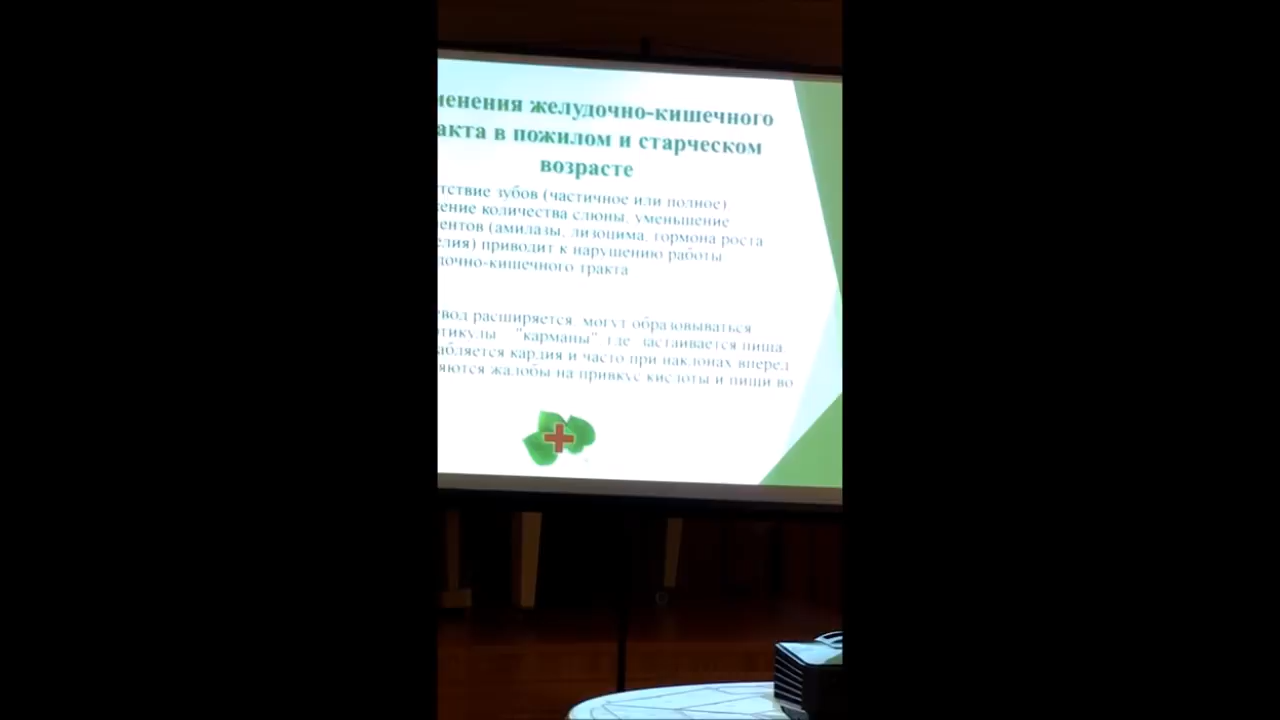 менения желудочно-кишечного
акта в пожилом и старческом
возрасте
тствие зубов (частичное или полное),
ение количества слюны, уменьшение
ентов (амилазы, лизоцима, гормона роста
елия) приводит к нарушению работы
дочно-кишечного тракта
вод расширяется, могут образовываться
тикулы "карманы" где застаивается пища.
абляется кардия и часто при наклонах вперед
яются жалобы на привкус кислоты и пищи во